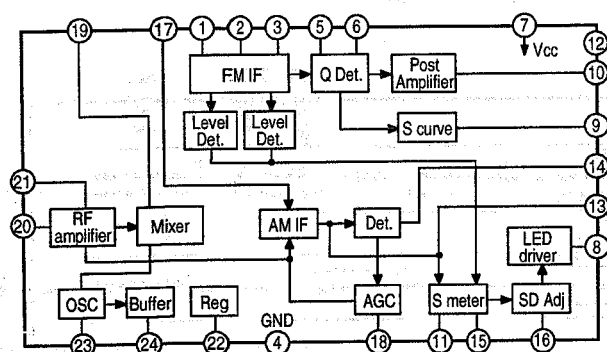 19
17
1
2
3
5
6
7
12
Vcc
FM IF
Q Det.
Post
Amplifier
10
Level
Det.
Level
Det.
S curve
9
14
21
13
20
RF
amplifier
Mixer
AM IF
Det.
LED
driver
8
OSC
Buffer
Reg
GND
AGC
S meter
SD Adj
23
24
22
4
18
11
15
16